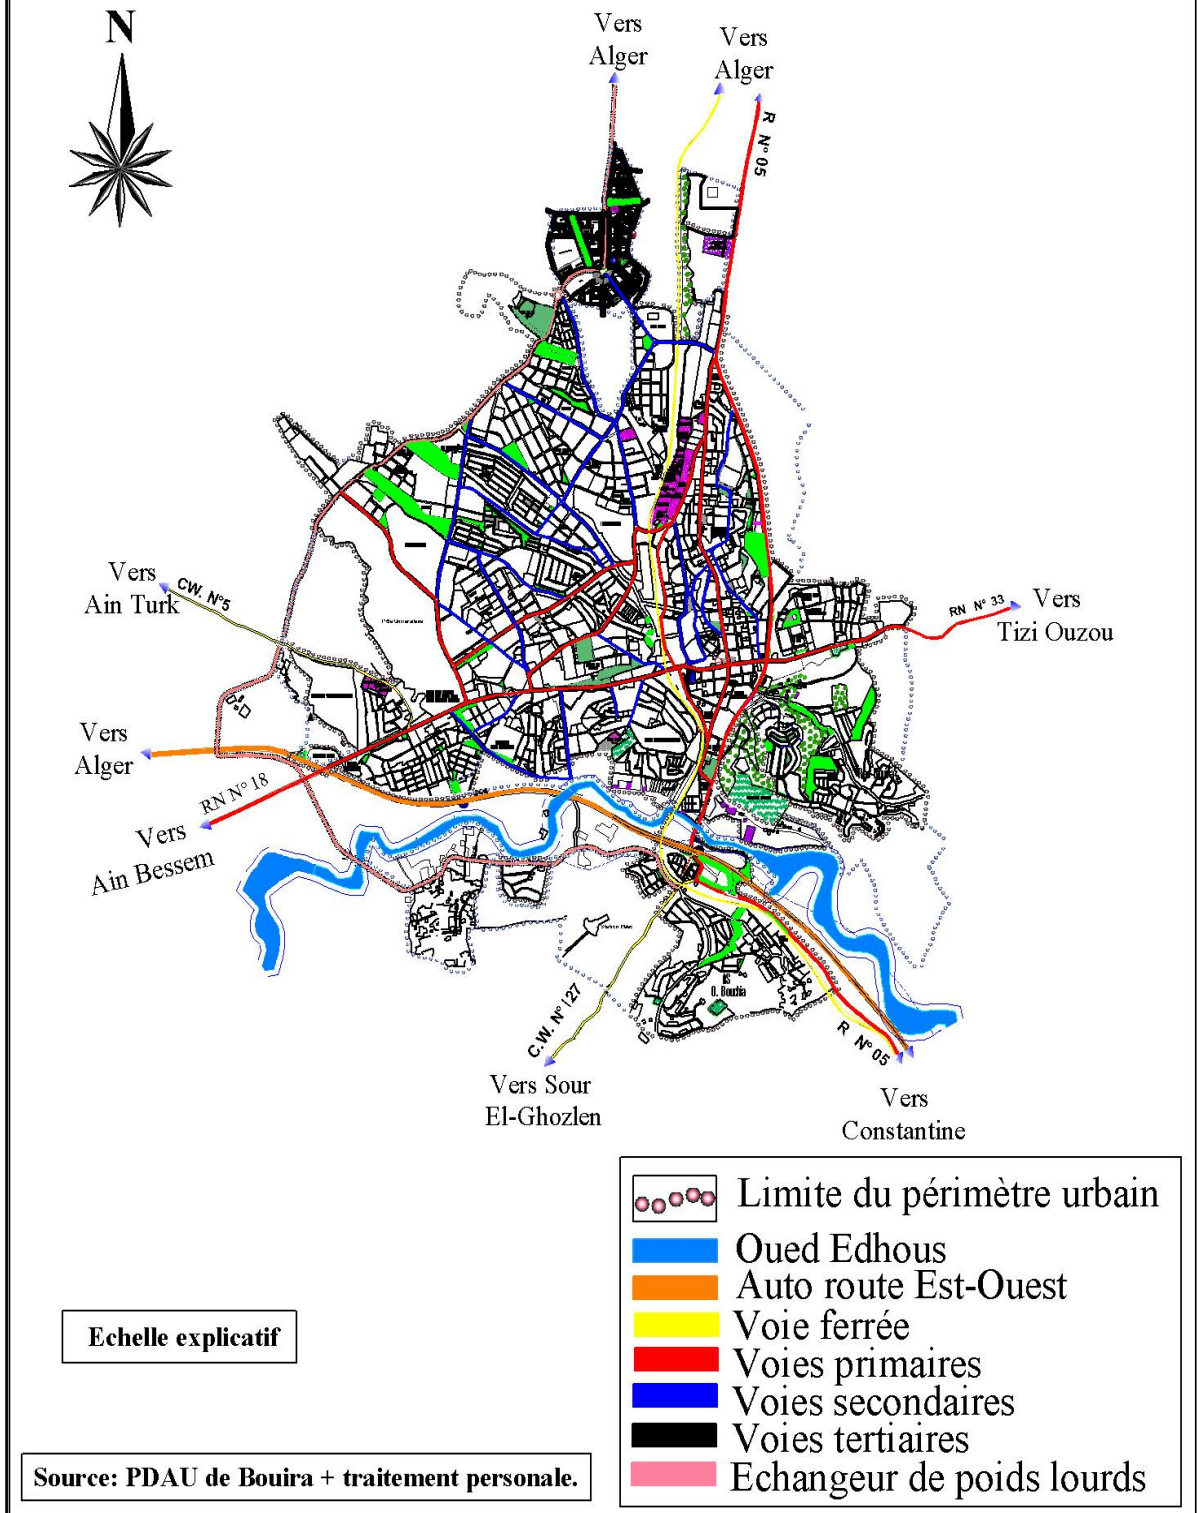 N
Vers
Alger
Vers
Alger
R N° 05
Vers
Ain Turk
CW. N°5
RN N° 33
Vers
Tizi Ouzou
Vers
Alger
RN N° 18
Vers
Ain Bessem
O. Bouchia
C.W. N° 127
R N° 05
Vers Sour
El-Ghozlen
Vers
Constantine
Limite du périmètre urbain
Oued Edhous
Auto route Est-Ouest
Voie ferrée
Voies primaires
Voies secondaires
Voies tertiaires
Echangeur de poids lourds
Echelle explicatif
Source: PDAU de Bouira + traitement personale.